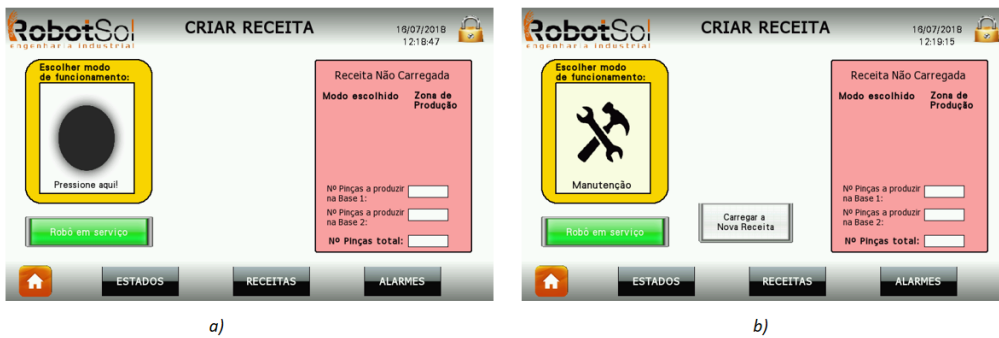 RobotSol
engenharia industrial
CRIAR RECEITA
16/07/2018
12:18:47
Escolher modo
de funcionamento:
Pressione aqui!
Robô em serviço
Receita Não Carregada
Modo escolhido
Zona de
Produção
Nº Pinças a produzir
na Base 1:
Nº Pinças a produzir
na Base 2:
Nº Pinças total:
ESTADOS
RECEITAS
ALARMES
a)
RobotSol
engenharia industrial
CRIAR RECEITA
16/07/2018
12:19:15
Escolher modo
de funcionamento:
Manutenção
Robô em serviço
Carregar a
Nova Receita
Receita Não Carregada
Modo escolhido
Zona de
Produção
Nº Pinças a produzir
na Base 1:
Nº Pinças a produzir
na Base 2:
Nº Pinças total:
ESTADOS
RECEITAS
ALARMES
b)